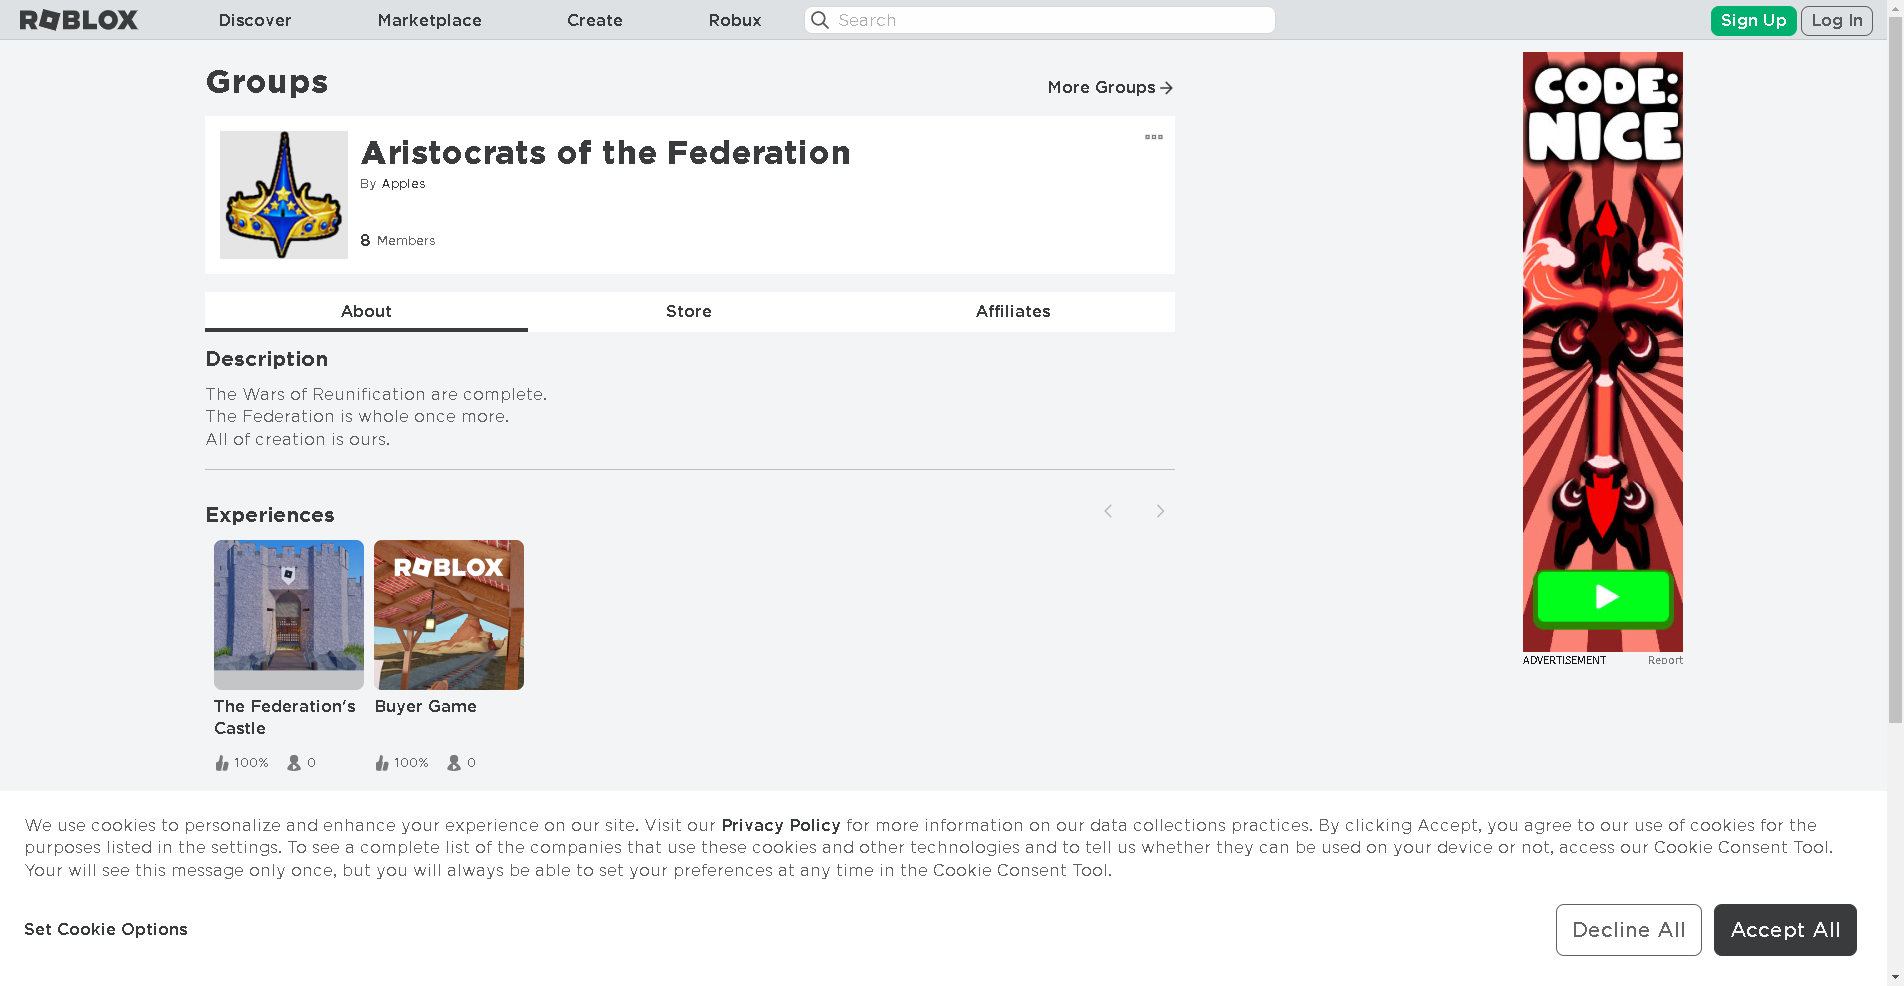 ROBLOX
Discover
Marketplace
Create
Robux
Search
Sign Up
Log In
Groups
More Groups
Aristocrats of the Federation
By Apples
8 Members
About
Store
Affiliates
Description
The Wars of Reunification are complete.
The Federation is whole once more.
All of creation is ours.
Experiences
ROBLOX
The Federation's
Castle
Buyer Game
100%
0
100%
0
CODE:
NICE
ADVERTISEMENT
Report
We use cookies to personalize and enhance your experience on our site. Visit our Privacy Policy for more information on our data collections practices. By clicking Accept, you agree to our use of cookies for the
purposes listed in the settings. To see a complete list of the companies that use these cookies and other technologies and to tell us whether they can be used on your device or not, access our Cookie Consent Tool.
Your will see this message only once, but you will always be able to set your preferences at any time in the Cookie Consent Tool.
Set Cookie Options
Decline All
Accept All